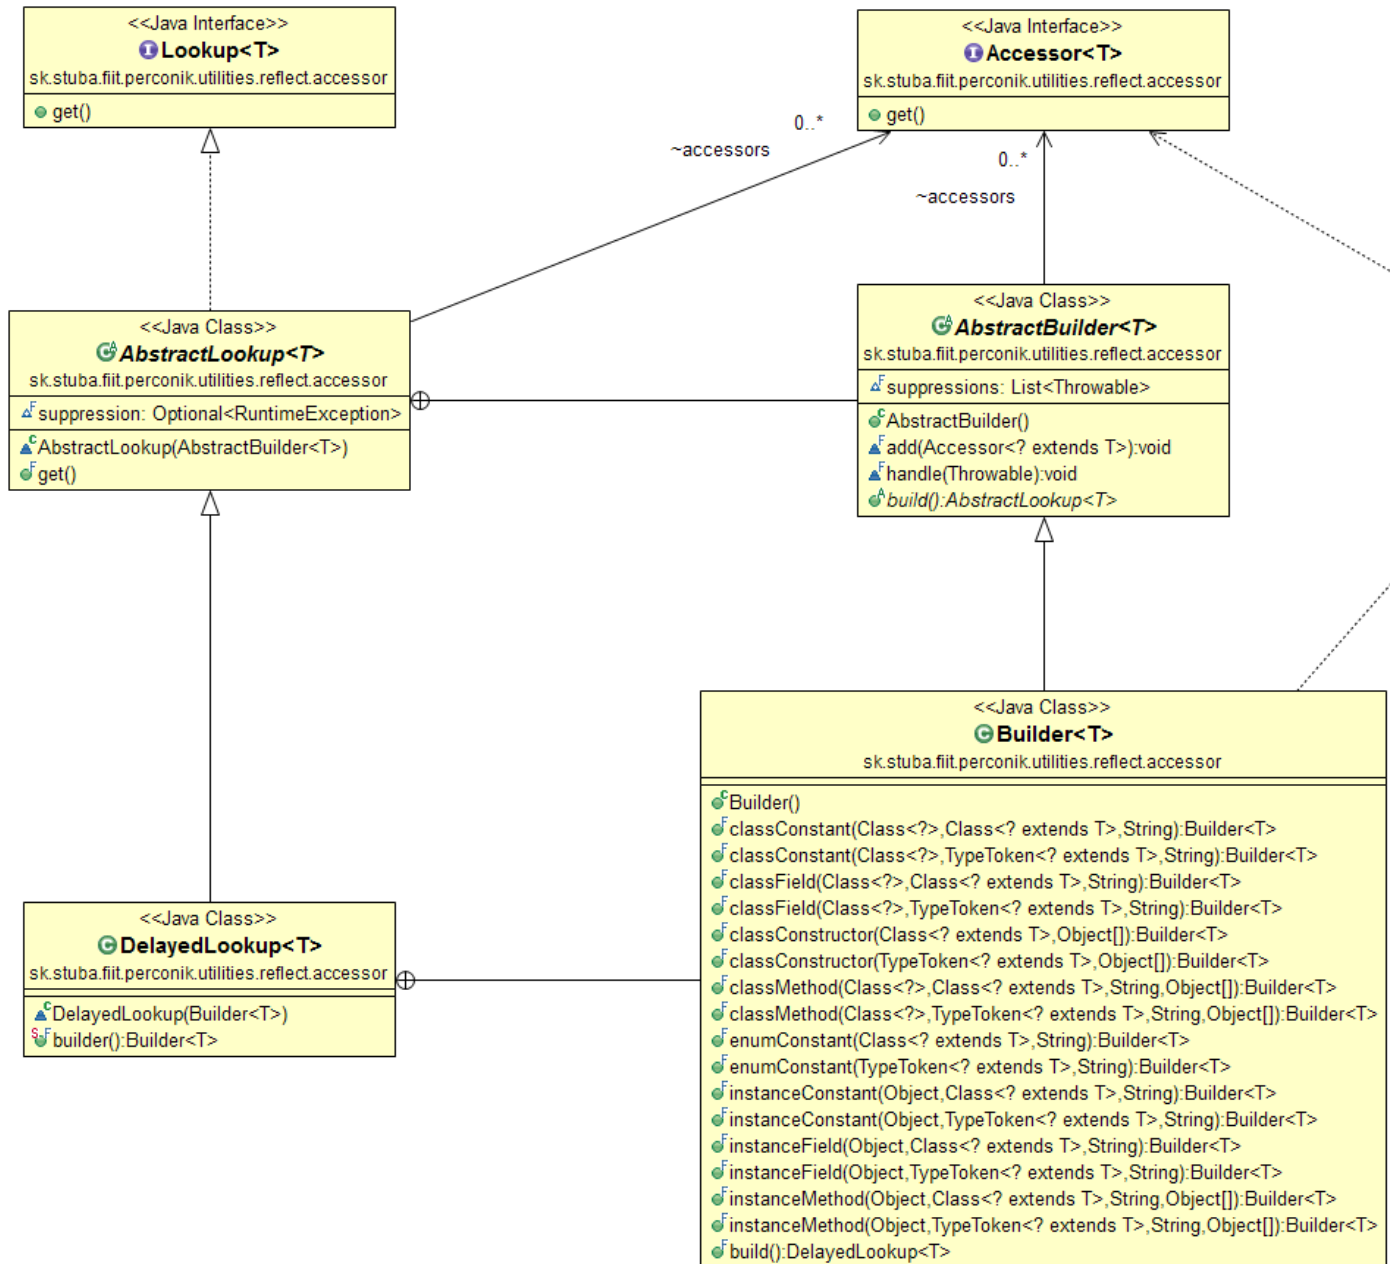 <<Java Interface>>
Lookup<T>
sk.stuba.fiit.perconik.utilities.reflect.accessor
get()
<<Java Interface>>
Accessor<T>
sk.stuba.fiit.perconik.utilities.reflect.accessor
get()
0..*
~accessors
0..*
~accessors
<<Java Class>>
AbstractLookup<T>
sk.stuba.fiit.perconik.utilities.reflect.accessor
suppression: Optional<RuntimeException>
AbstractLookup(AbstractBuilder<T>)
get()
<<Java Class>>
AbstractBuilder<T>
sk.stuba.fiit.perconik.utilities.reflect.accessor
suppressions: List<Throwable>
AbstractBuilder()
add(Accessor<? extends T>):void
handle(Throwable):void
build():AbstractLookup<T>
<<Java Class>>
DelayedLookup<T>
sk.stuba.fiit.perconik.utilities.reflect.accessor
DelayedLookup(Builder<T>)
builder():Builder<T>
<<Java Class>>
Builder<T>
sk.stuba.fiit.perconik.utilities.reflect.accessor
Builder()
classConstant(Class<?>,Class<? extends T>,String):Builder<T>
classConstant(Class<?>,TypeToken<? extends T>,String):Builder<T>
classField(Class<?>,Class<? extends T>,String):Builder<T>
classField(Class<?>,TypeToken<? extends T>,String):Builder<T>
classConstructor(Class<? extends T>,Object[]):Builder<T>
classConstructor(TypeToken<? extends T>,Object[]):Builder<T>
classMethod(Class<?>,Class<? extends T>,String,Object[]):Builder<T>
classMethod(Class<?>,TypeToken<? extends T>,String,Object[]):Builder<T>
enumConstant(Class<? extends T>,String):Builder<T>
enumConstant(TypeToken<? extends T>,String):Builder<T>
instanceConstant(Object,Class<? extends T>,String):Builder<T>
instanceConstant(Object,TypeToken<? extends T>,String):Builder<T>
instanceField(Object,Class<? extends T>,String):Builder<T>
instanceField(Object,TypeToken<? extends T>,String):Builder<T>
instanceMethod(Object,Class<? extends T>,String,Object[]):Builder<T>
instanceMethod(Object,TypeToken<? extends T>,String,Object[]):Builder<T>
build():DelayedLookup<T>